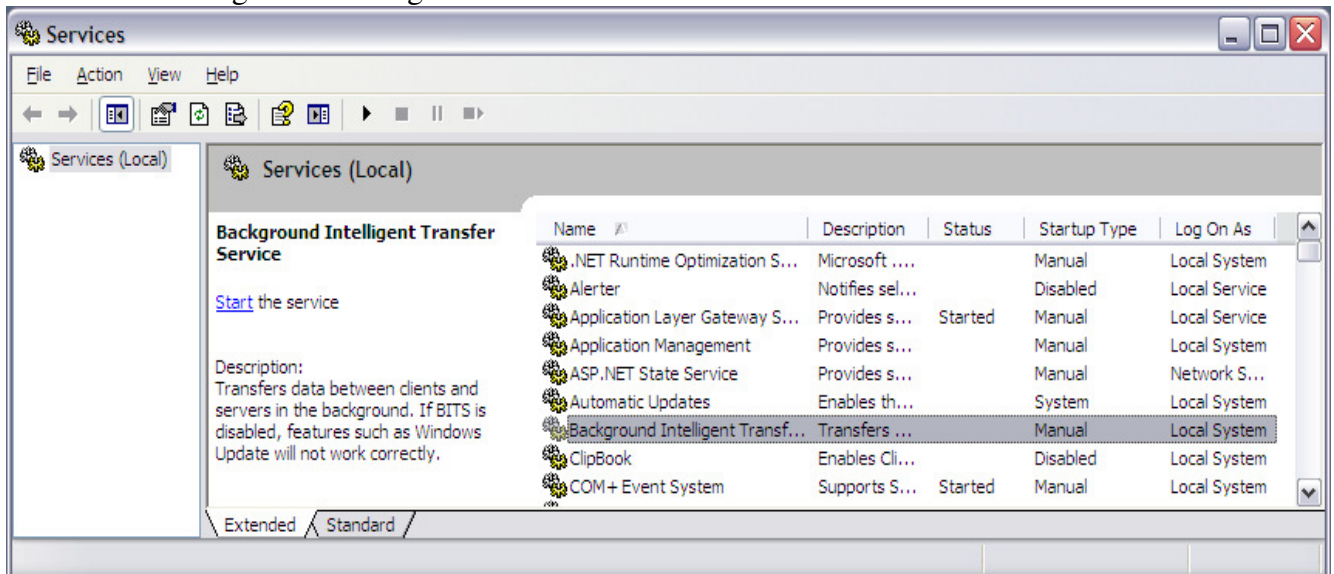 Services
File Action View Help
Services (Local)
Services (Local)
Background Intelligent Transfer
Service
Start the service
Description:
Transfers data between clients and
servers in the background. If BITS is
disabled, features such as Windows
Update will not work correctly.
Name Description Status Startup Type Log On As
.NET Runtime Optimization S... Microsoft .... Manual Local System
Alerter Notifies sel... Disabled Local Service
Application Layer Gateway S... Provides s... Started Manual Local Service
Application Management Provides s... Manual Local System
ASP.NET State Service Provides s... Manual Network S...
Automatic Updates Enables th... System Local System
Background Intelligent Transf... Transfers ... Manual Local System
ClipBook Enables Cli... Disabled Local System
COM+ Event System Supports S... Started Manual Local System
Extended Standard